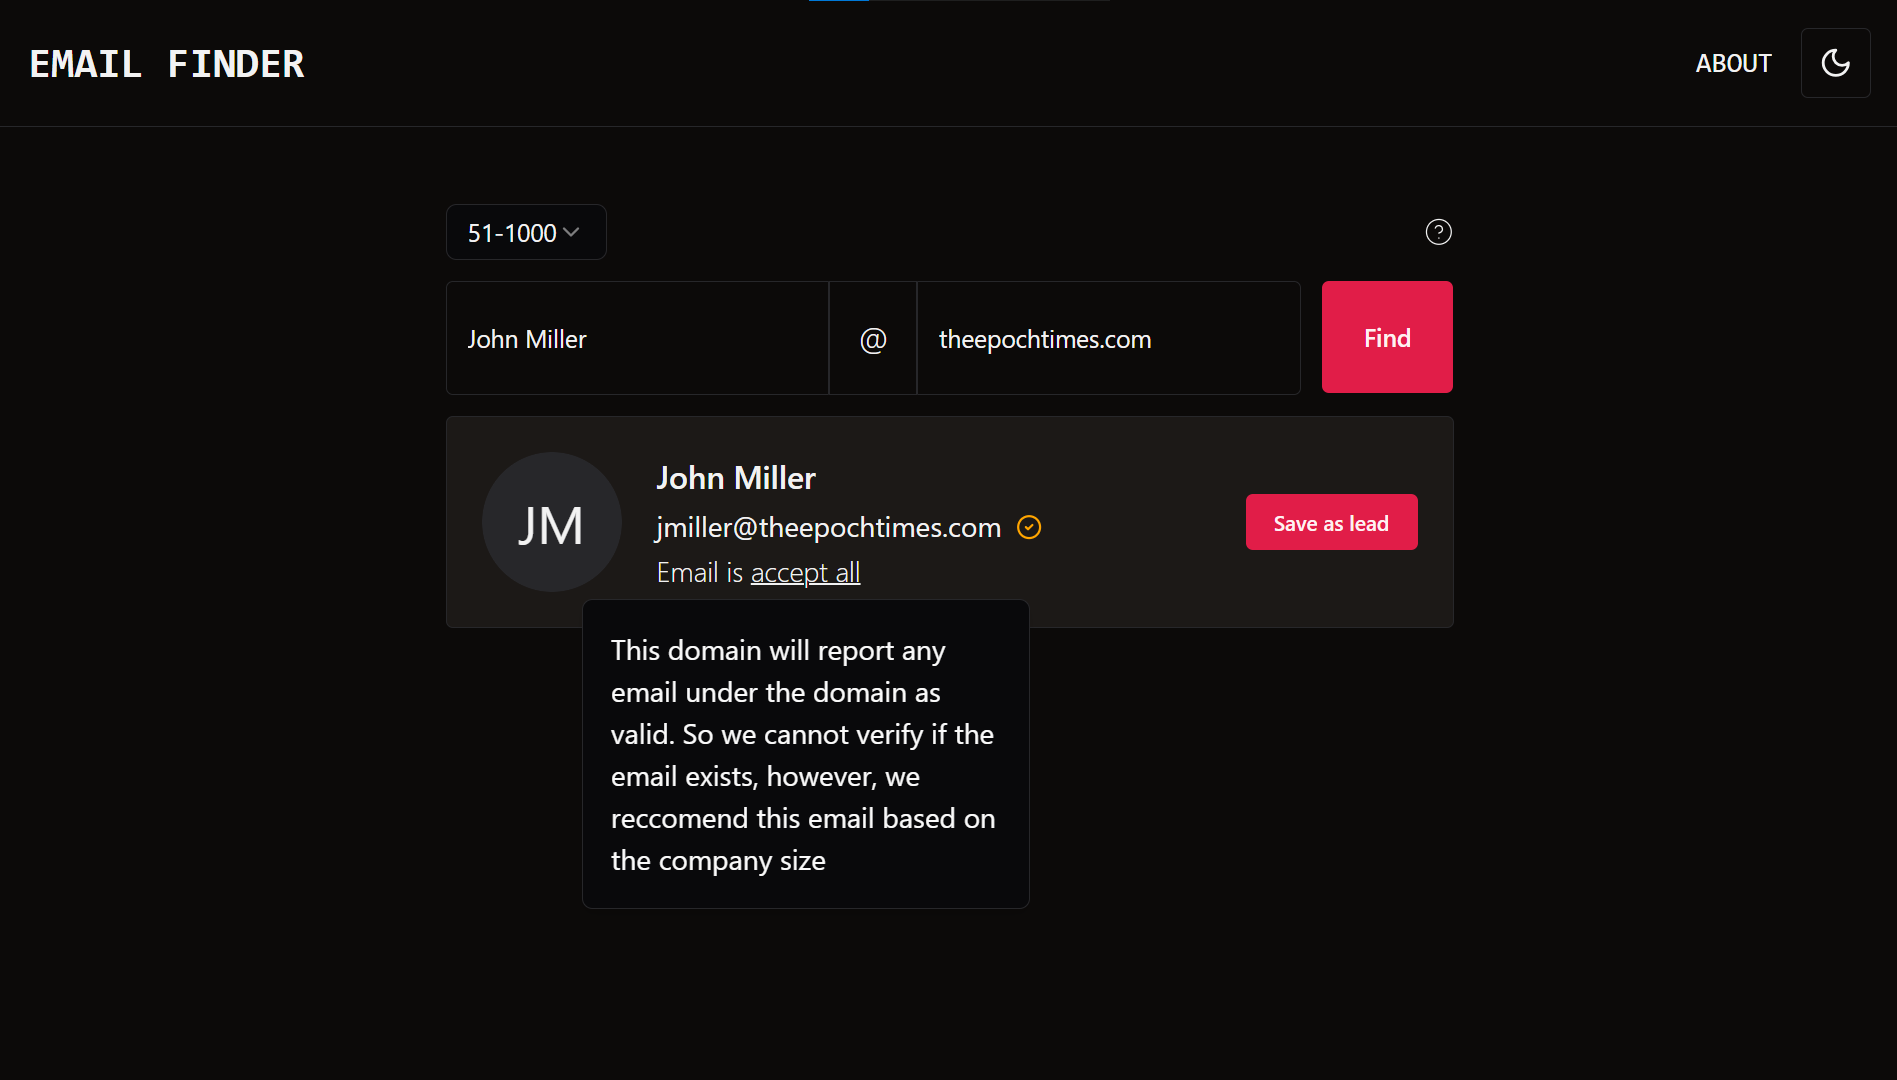 EMAIL FINDER
ABOUT
51-1000
?
John Miller
@
theepochtimes.com
Find
JM
John Miller
jmiller@theepochtimes.com
Email is accept all
Save as lead
This domain will report any
email under the domain as
valid. So we cannot verify if the
email exists, however, we
reccomend this email based on
the company size